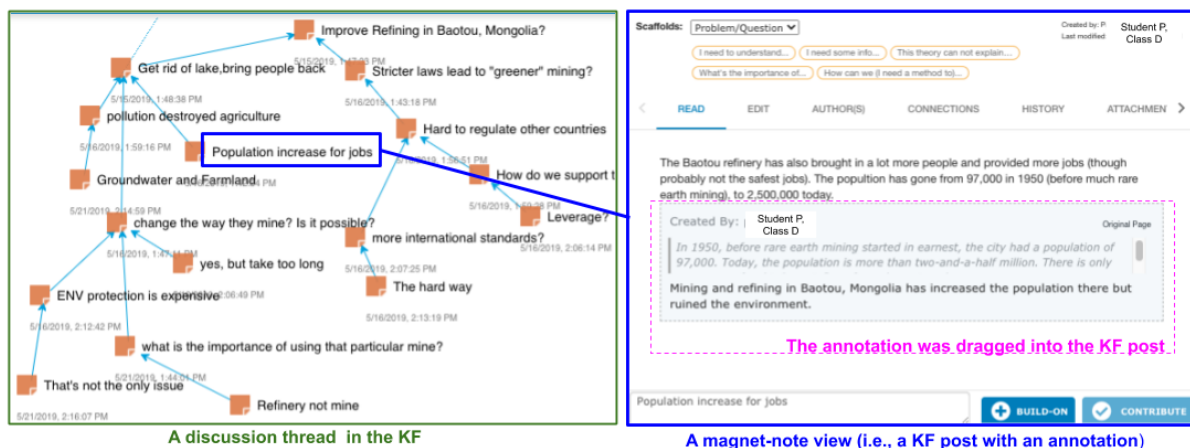 Improve Refining in Baotou, Mongolia?
Get rid of lake,bring people back
5/15/2019, 1:48:38 PM
Stricter laws lead to "greener" mining?
5/16/2019, 1:43:18 PM
pollution destroyed agriculture
5/16/2019, 1:59:16 PM
Hard to regulate other countries
Population increase for jobs
Groundwater and Farmland
How do we support t
change the way they mine? Is it possible?
Leverage?
5/16/2019, 2:06:14 PM
more international standards?
5/16/2019, 2:07:25 PM
yes, but take too long
The hard way
5/16/2019, 2:13:19 PM
ENV protection is expensive
5/16/2019, 2:12:42 PM
what is the importance of using that particular mine?
5/21/2019, 1:44:01 PM
That's not the only issue
5/21/2019, 2:16:07 PM
Refinery not mine
A discussion thread in the KF
Scaffolds: Problem/Question
Created by: P
Last modified
Student P,
Class D
I need to understand... I need some info... This theory can not explain...
What's the importance of... How can we (I need a method to)...
READ EDIT AUTHOR(S) CONNECTIONS HISTORY ATTACHMEN
The Baotou refinery has also brought in a lot more people and provided more jobs (though
probably not the safest jobs). The popultion has gone from 97,000 in 1950 (before much rare
earth mining), to 2,500,000 today.
Created By:
Student P,
Class D
Original Page
In 1950, before rare earth mining started in earnest, the city had a population of
97,000. Today, the population is more than two-and-a-half million. There is only
Mining and refining in Baotou, Mongolia has increased the population there but
ruined the environment.
The annotation was dragged into the KF post
Population increase for jobs
BUILD-ON
CONTRIBUTE
A magnet-note view (i.e., a KF post with an annotation)